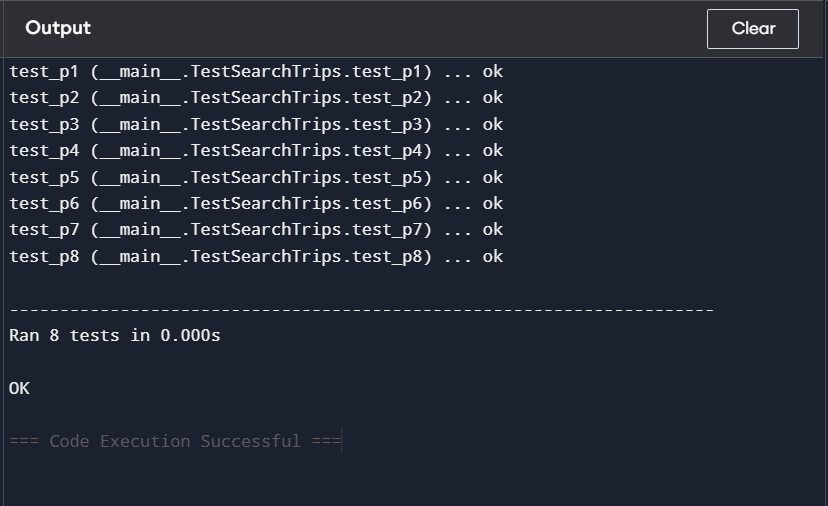 Output
Clear
test_p1 (__main__.TestSearchTrips.test_p1) ... ok
test_p2 (__main__.TestSearchTrips.test_p2) ... ok
test_p3 (__main__.TestSearchTrips.test_p3) ... ok
test_p4 (__main__.TestSearchTrips.test_p4) ... ok
test_p5 (__main__.TestSearchTrips.test_p5) ... ok
test_p6 (__main__.TestSearchTrips.test_p6) ... ok
test_p7 (__main__.TestSearchTrips.test_p7) ... ok
test_p8 (__main__.TestSearchTrips.test_p8) ... ok
----------------------------------------------------------------------
Ran 8 tests in 0.000s
OK
=== Code Execution Successful ===